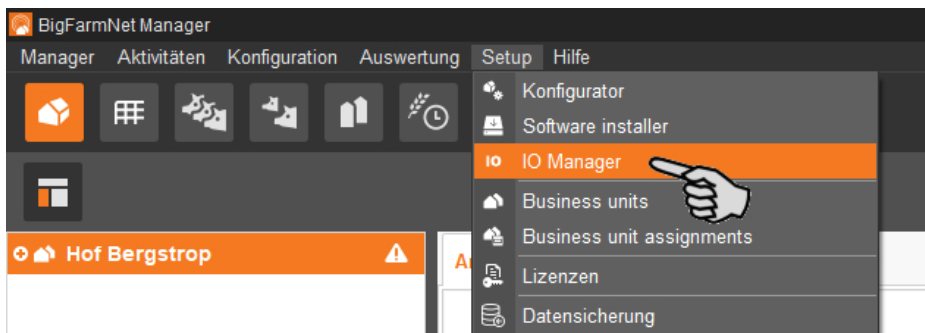 BigFarmNet Manager
Manager Aktivitäten Konfiguration Auswertung Setup Hilfe
Konfigurator
Software installer
IO IO Manager
Business units
Business unit assignments
Lizenzen
Datensicherung
Hof Bergstrop